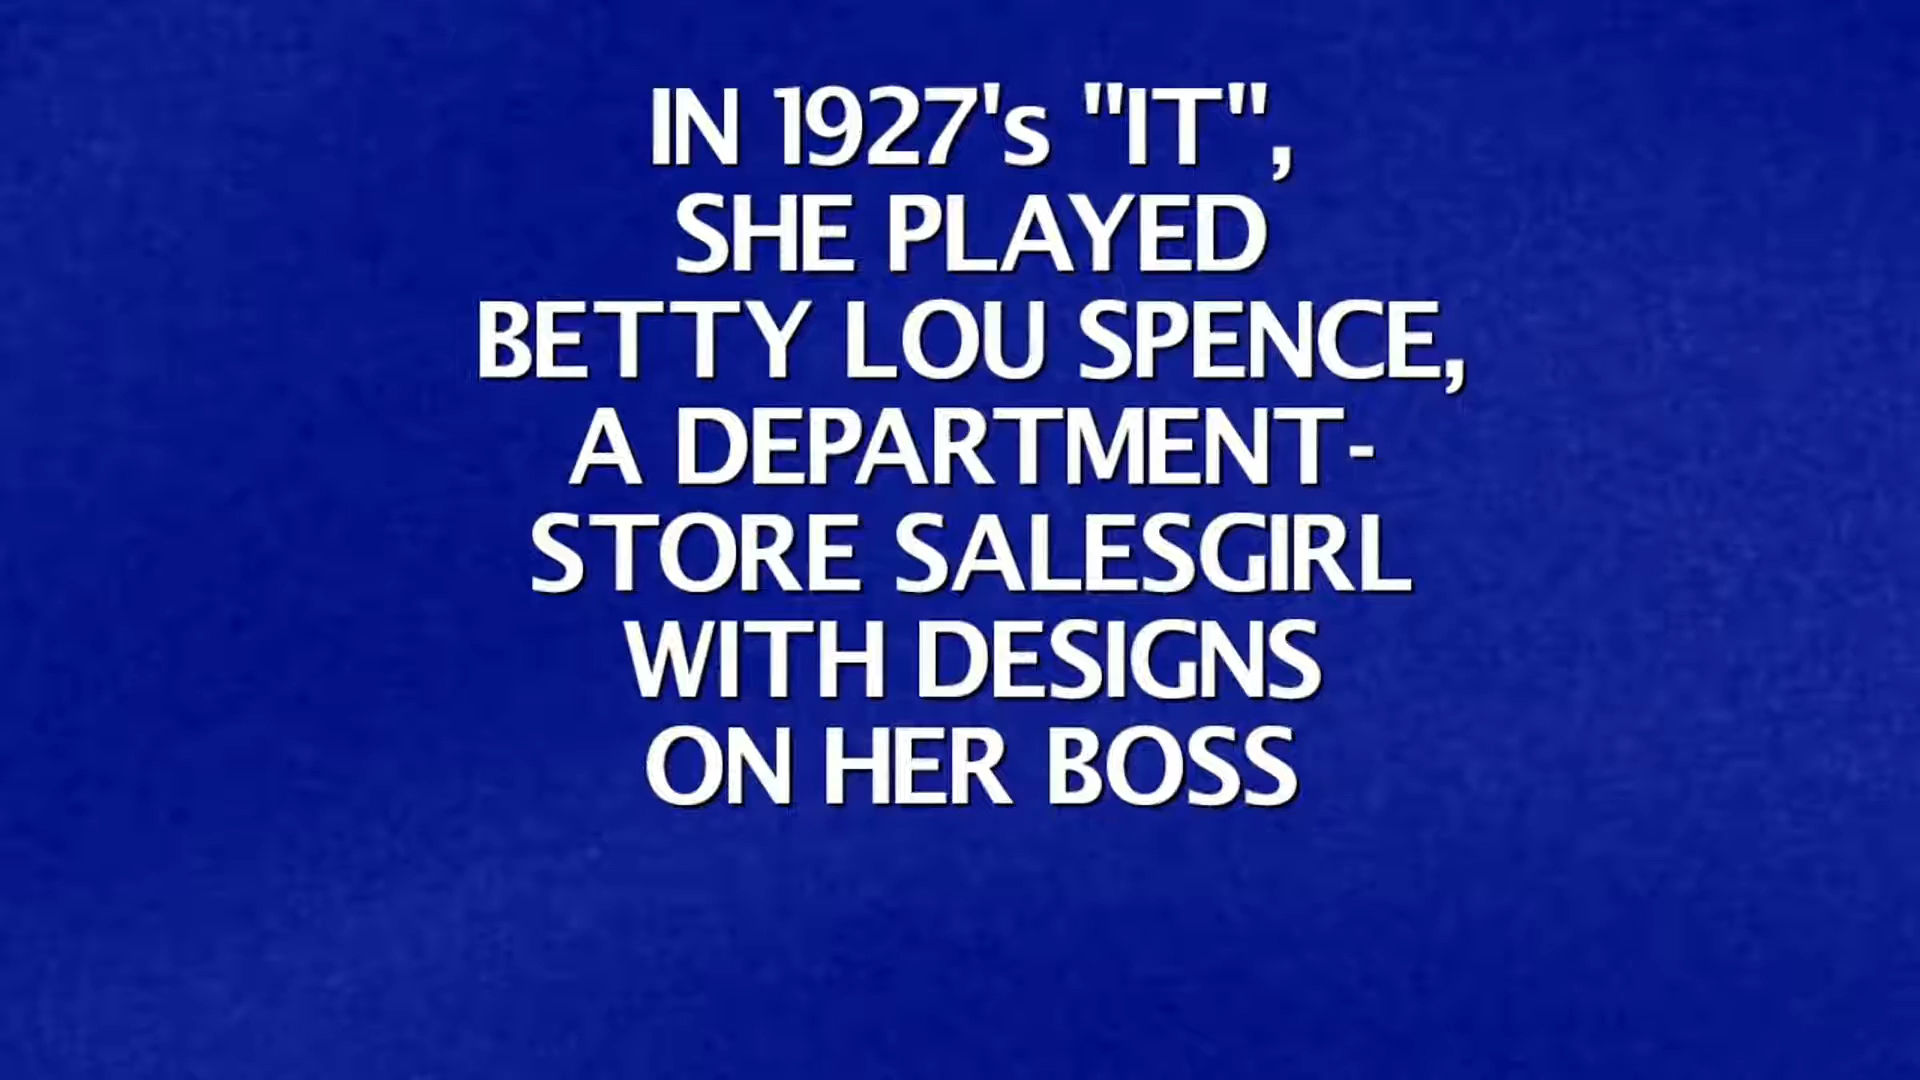 IN 1927's "IT",
SHE PLAYED
BETTY LOU SPENCE,
A DEPARTMENT-
STORE SALESGIRL
WITH DESIGNS
ON HER BOSS